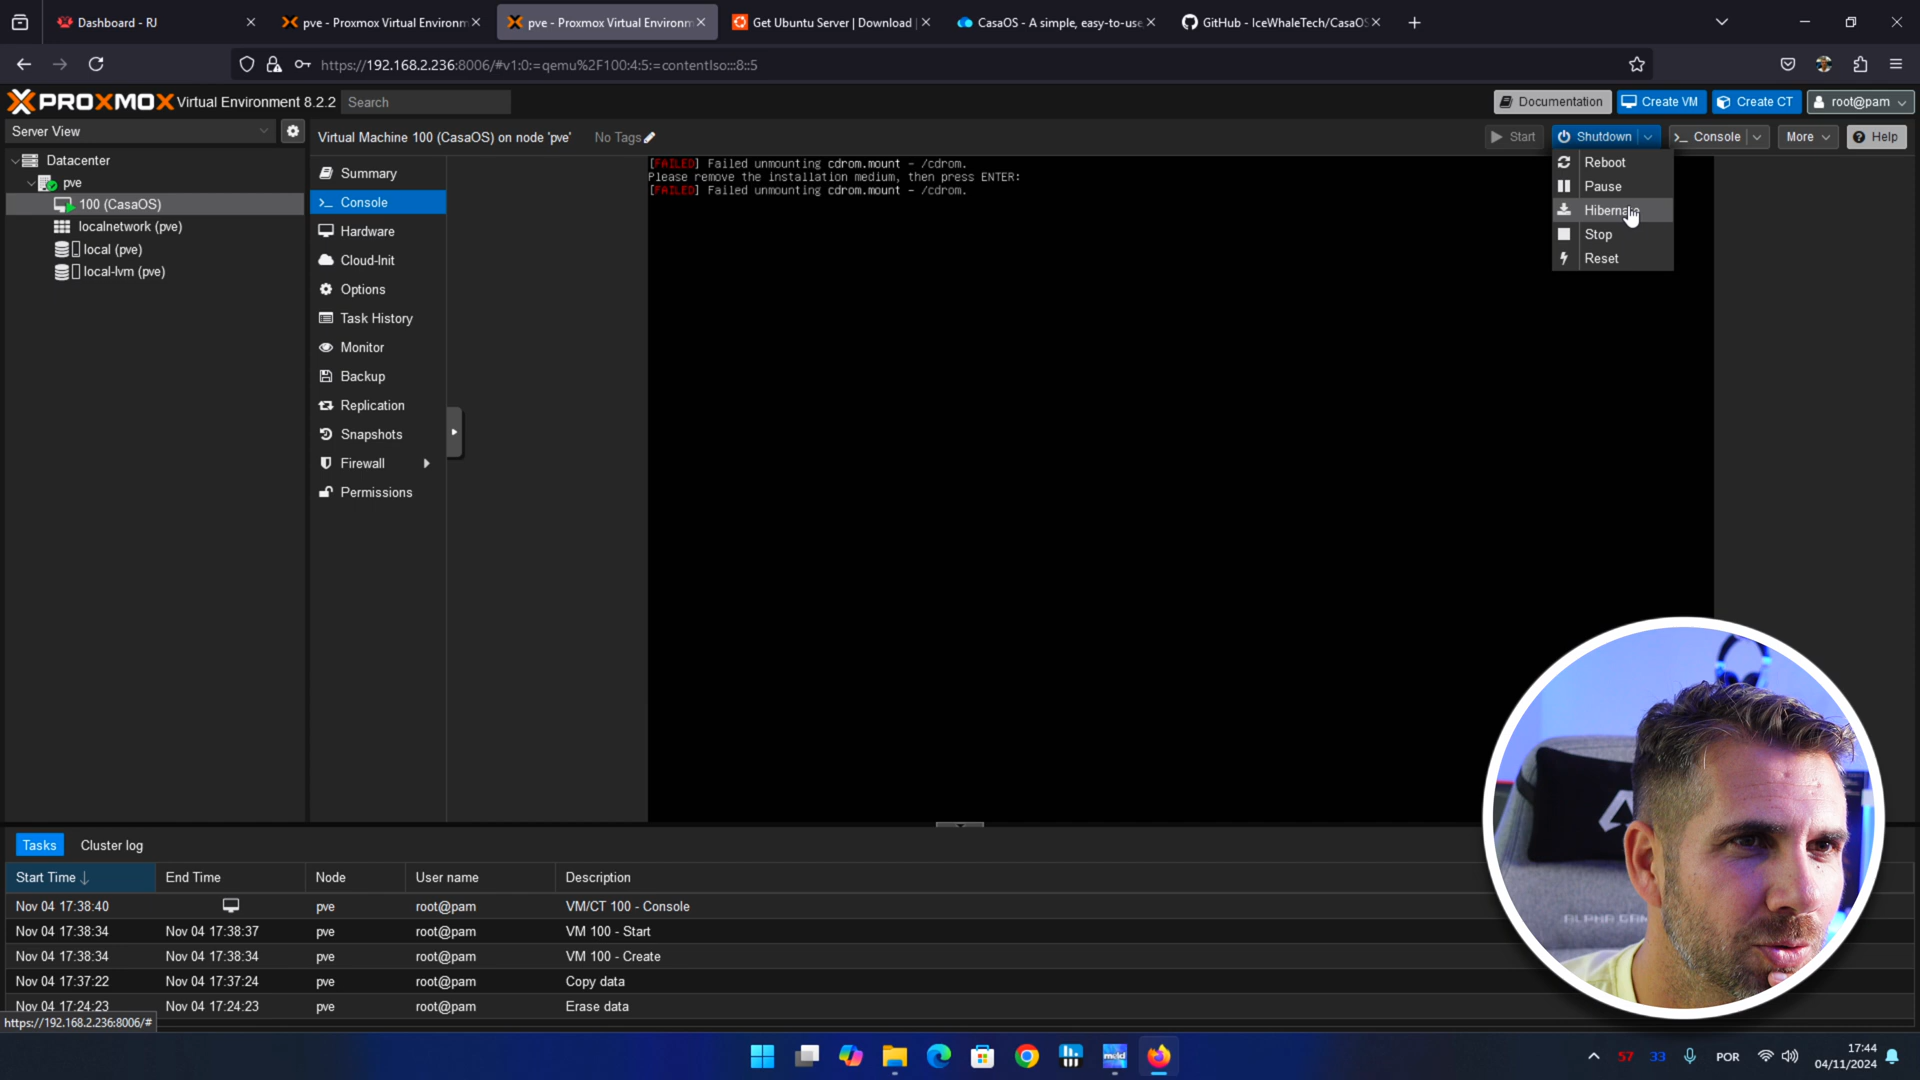 Dashboard - RJ
pve - Proxmox Virtual Environm
pve - Proxmox Virtual Environm
Get Ubuntu Server | Download
CasaOS - A simple, easy-to-use
GitHub - IceWhaleTech/CasaOS
https://192.168.2.236:8006/#v1:0:=qemu%2F100:4:5:=contentIso:::8::5
PROXMOX Virtual Environment 8.2.2
Search
Documentation
Create VM
Create CT
root@pam
Server View
Virtual Machine 100 (CasaOS) on node 'pve'
No Tags
Start
Shutdown
Console
More
Help
Datacenter
pve
100 (CasaOS)
localnetwork (pve)
local (pve)
local-lvm (pve)
Summary
Console
Hardware
Cloud-Init
Options
Task History
Monitor
Backup
Replication
Snapshots
Firewall
Permissions
[FAILED] Failed unmounting cdrom.mount - /cdrom.
Please remove the installation medium, then press ENTER:
[FAILED] Failed unmounting cdrom.mount - /cdrom.
Reboot
Pause
Hibernate
Stop
Reset
Tasks
Cluster log
Start Time End Time Node User name Description
Nov 04 17:38:40 pve root@pam VM/CT 100 - Console
Nov 04 17:38:34 Nov 04 17:38:37 pve root@pam VM 100 - Start
Nov 04 17:38:34 Nov 04 17:38:34 pve root@pam VM 100 - Create
Nov 04 17:37:22 Nov 04 17:37:24 pve root@pam Copy data
Nov 04 17:24:23 Nov 04 17:24:23 pve root@pam Erase data
https://192.168.2.236:8006/#
ALPHA GAM
57
33
POR
17:44
04/11/2024